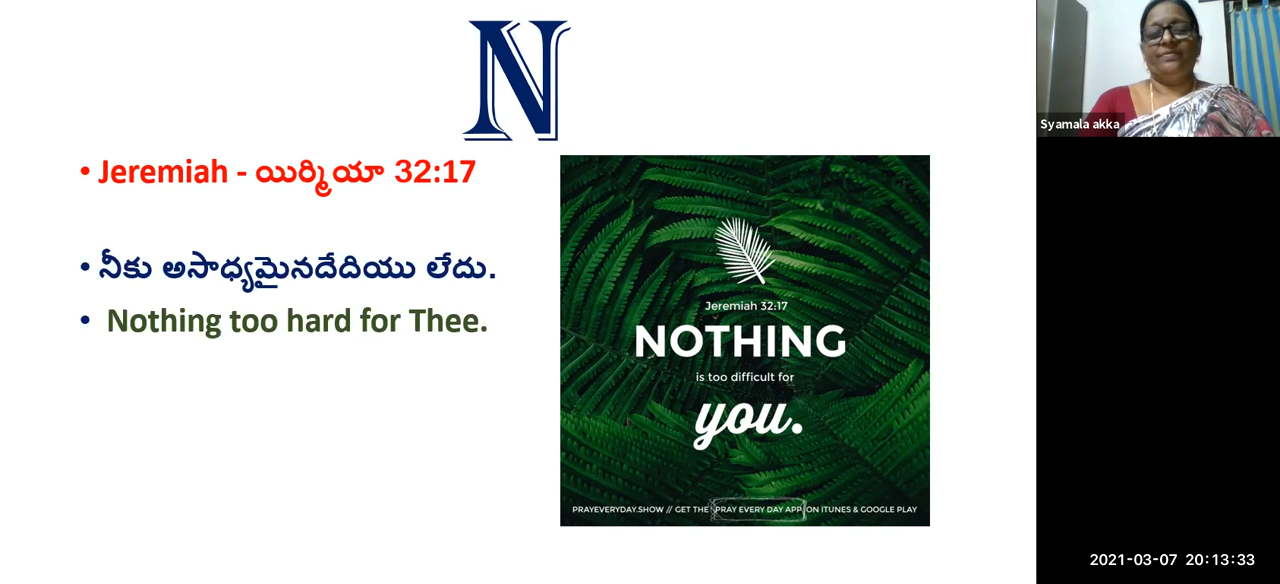 N
• Jeremiah - యిర్మియా 32:17
• నీకు అసాధ్యమైనదేదియు లేదు.
• Nothing too hard for Thee.
Jeremiah 32:17
NOTHING
is too difficult for
you.
PRAYEVERYDAY.SHOW // GET THE PRAY EVERY DAY APP ON ITUNES & GOOGLE PLAY
Syamala akka
2021-03-07 20:13:33